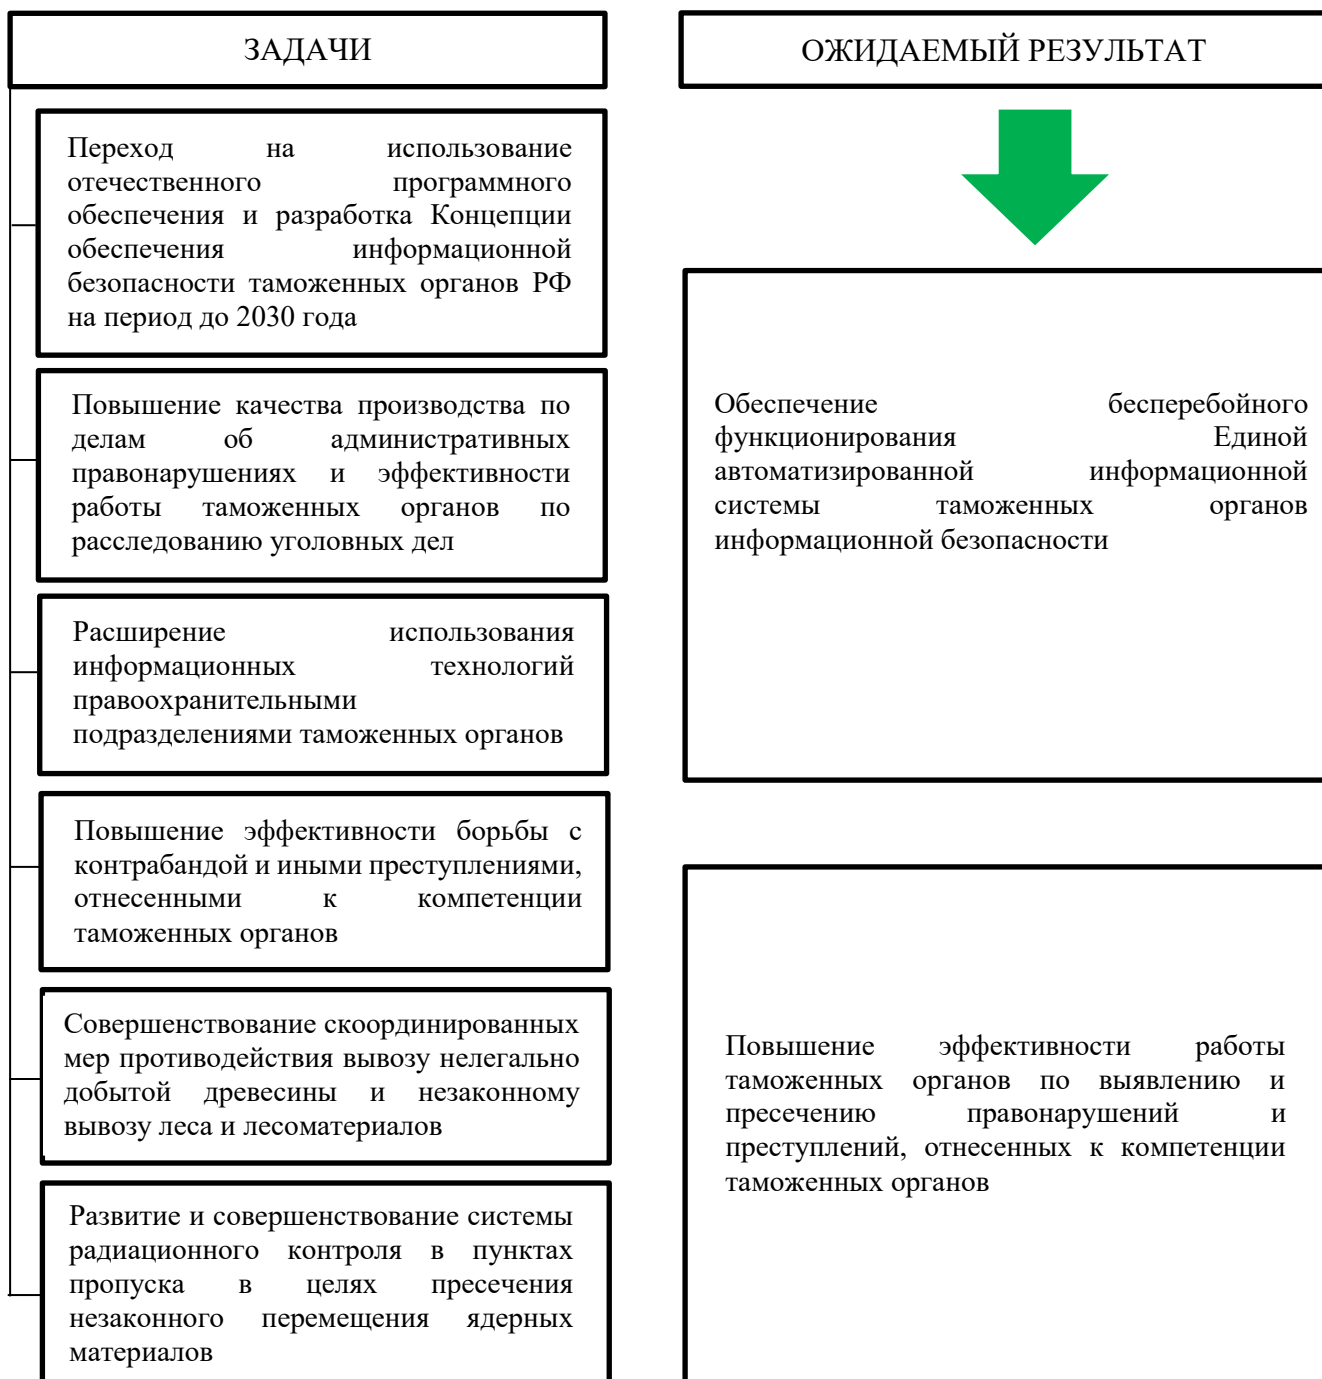 ЗАДАЧИ
Переход на использование
отечественного программного
обеспечения и разработка Концепции
обеспечения информационной
безопасности таможенных органов РФ
на период до 2030 года
Повышение качества производства по
делам об административных
правонарушениях и эффективности
работы таможенных органов по
расследованию уголовных дел
Расширение использования
информационных технологий
правоохранительными
подразделениями таможенных органов
Повышение эффективности борьбы с
контрабандой и иными преступлениями,
отнесенными к компетенции
таможенных органов
Совершенствование скоординированных
мер противодействия вывозу нелегально
добытой древесины и незаконному
вывозу леса и лесоматериалов
Развитие и совершенствование системы
радиационного контроля в пунктах
пропуска в целях пресечения
незаконного перемещения ядерных
материалов
ОЖИДАЕМЫЙ РЕЗУЛЬТАТ
Обеспечение бесперебойного
функционирования Единой
автоматизированной информационной
системы таможенных органов
информационной безопасности
Повышение эффективности работы
таможенных органов по выявлению и
пресечению правонарушений и
преступлений, отнесенных к компетенции
таможенных органов